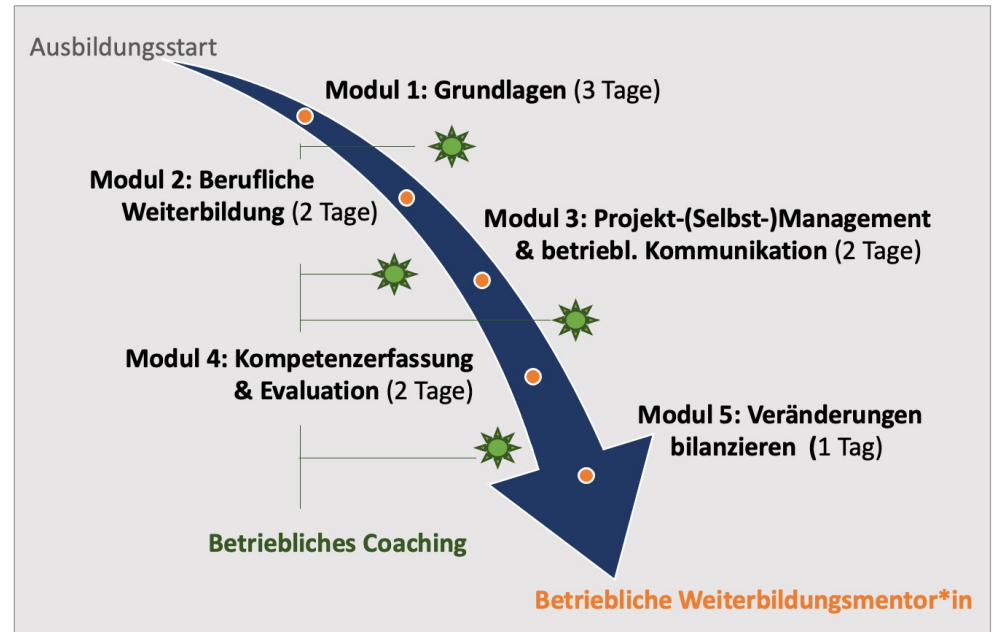 Ausbildungsstart
Modul 1: Grundlagen (3 Tage)
Modul 2: Berufliche
Weiterbildung (2 Tage)
Modul 3: Projekt-(Selbst-)Management
& betriebl. Kommunikation (2 Tage)
Modul 4: Kompetenzerfassung
& Evaluation (2 Tage)
Modul 5: Veränderungen
bilanzieren (1 Tag)
Betriebliches Coaching
Betriebliche Weiterbildungsmentor*in